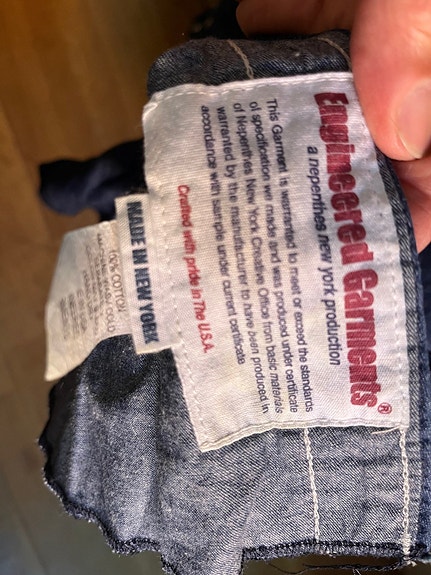 Engineered Garments®
a nepenthes new york production
This Garment is warranted to meet or exceed the standards
of specification we made and was produced under certificate
of Nepenthes New York Creative Office from basic materials
warranted by the manufacturer to have been produced in
accordance with sample under current certificate
Crafted with pride in The U.S.A.
MADE IN NEW YORK
100% COTTON